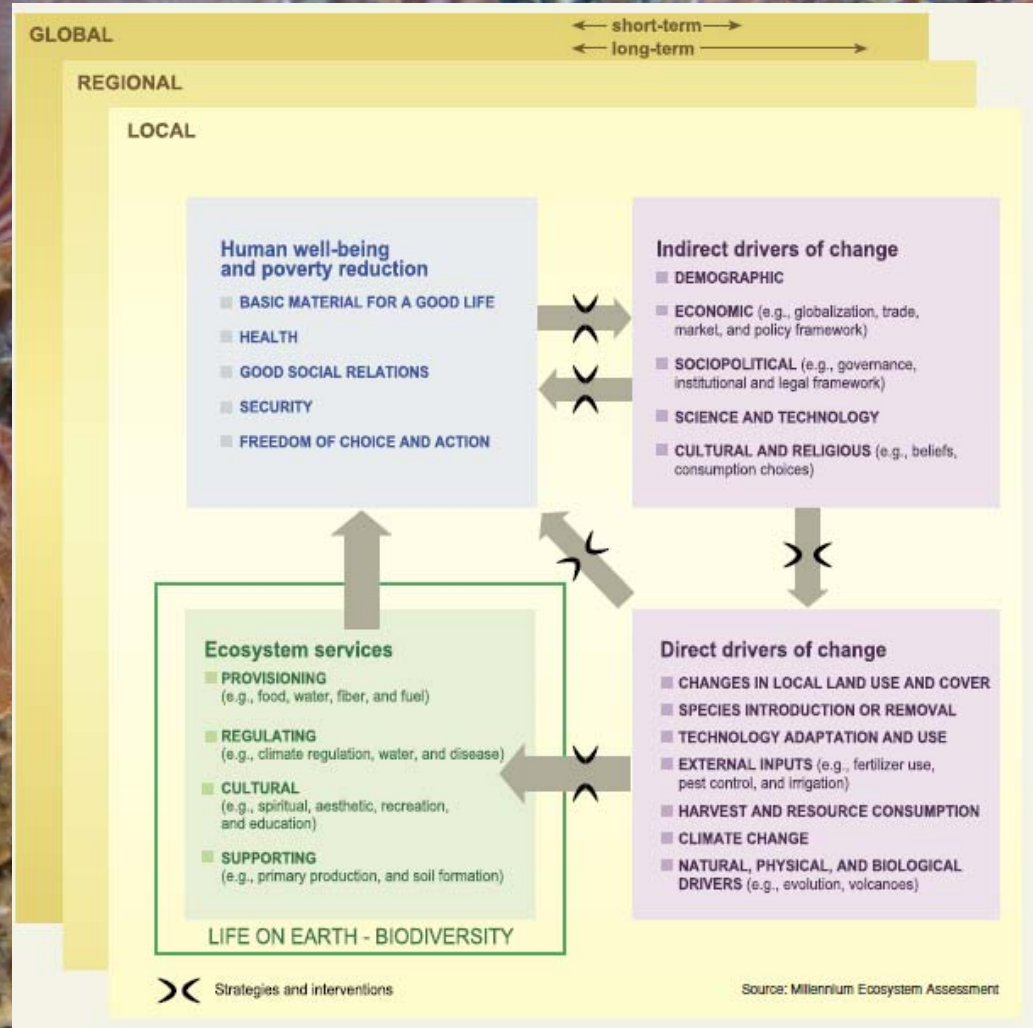 GLOBAL
short-term
long-term
REGIONAL
LOCAL
Human well-being
and poverty reduction
BASIC MATERIAL FOR A GOOD LIFE
HEALTH
GOOD SOCIAL RELATIONS
SECURITY
FREEDOM OF CHOICE AND ACTION
Indirect drivers of change
DEMOGRAPHIC
ECONOMIC (e.g., globalization, trade,
market, and policy framework)
SOCIOPOLITICAL (e.g., governance,
institutional and legal framework)
SCIENCE AND TECHNOLOGY
CULTURAL AND RELIGIOUS (e.g., beliefs,
consumption choices)
Ecosystem services
PROVISIONING
(e.g., food, water, fiber, and fuel)
REGULATING
(e.g., climate regulation, water, and disease)
CULTURAL
(e.g., spiritual, aesthetic, recreation,
and education)
SUPPORTING
(e.g., primary production, and soil formation)
LIFE ON EARTH - BIODIVERSITY
Direct drivers of change
CHANGES IN LOCAL LAND USE AND COVER
SPECIES INTRODUCTION OR REMOVAL
TECHNOLOGY ADAPTATION AND USE
EXTERNAL INPUTS (e.g., fertilizer use,
pest control, and irrigation)
HARVEST AND RESOURCE CONSUMPTION
CLIMATE CHANGE
NATURAL, PHYSICAL, AND BIOLOGICAL
DRIVERS (e.g., evolution, volcanoes)
Strategies and interventions
Source: Millennium Ecosystem Assessment